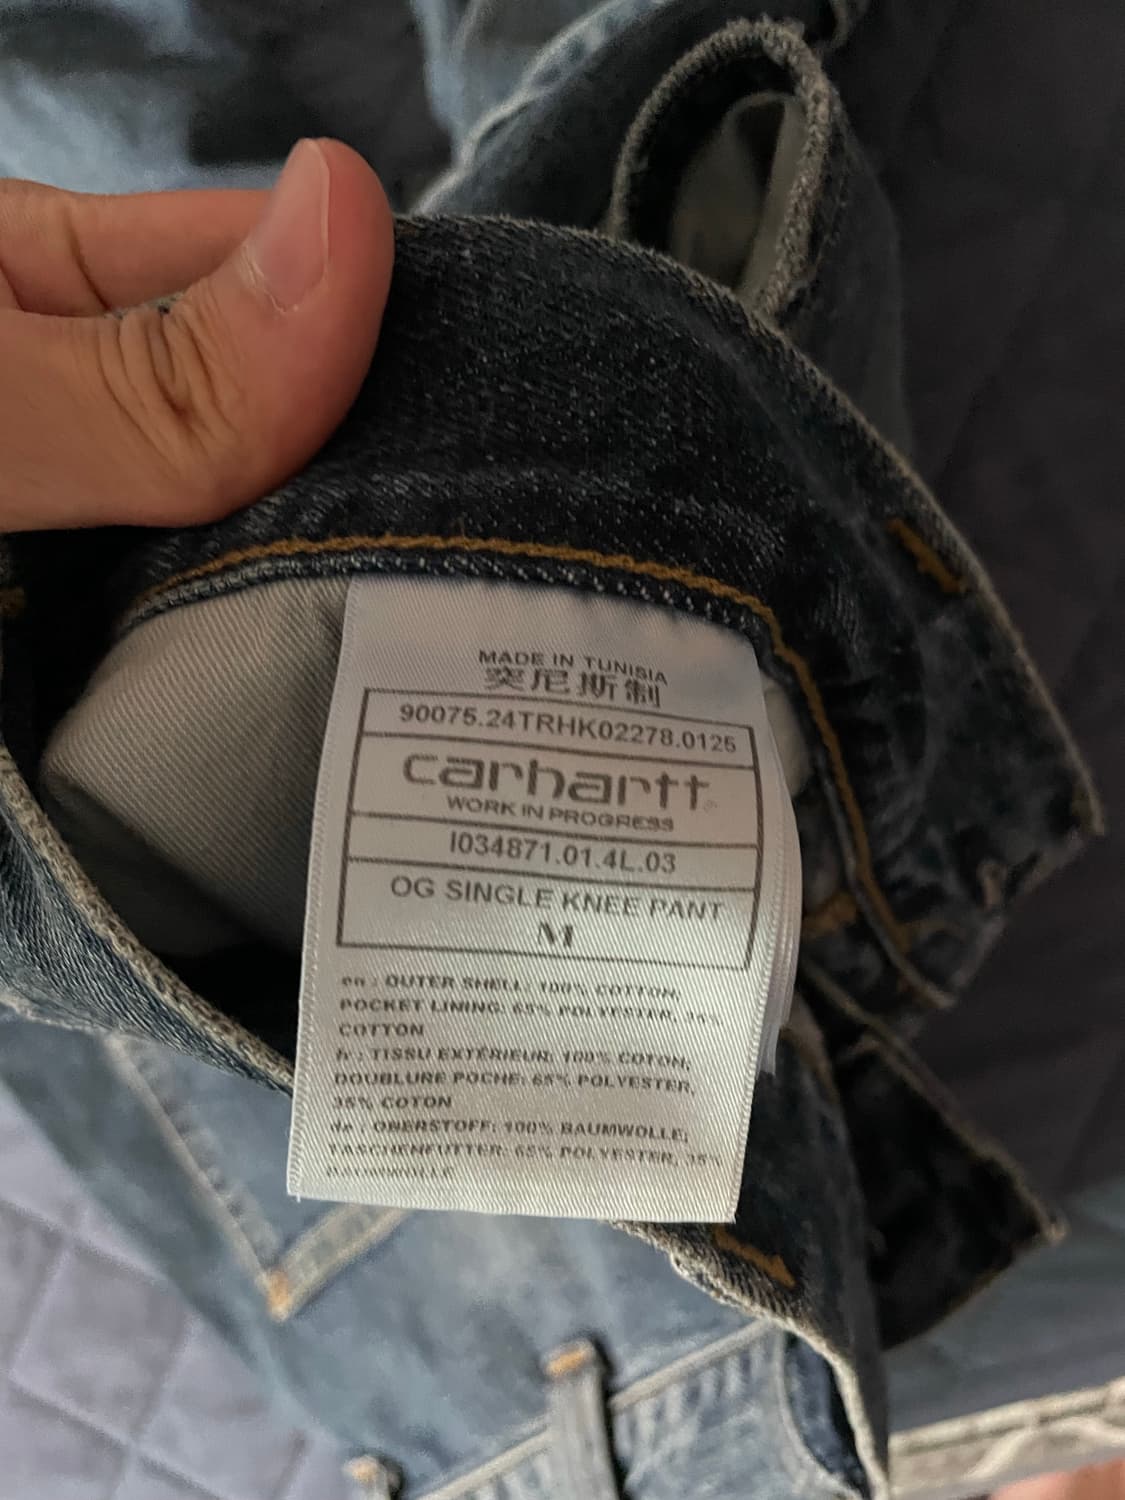 MADE IN TUNISIA
突尼斯制
90075.24TRHK02278.0125
carhartt
WORK IN PROGRESS
I034871.01.4L.03
OG SINGLE KNEE PANT
M
en : OUTER SHELL: 100% COTTON;
POCKET LINING: 65% POLYESTER, 35%
COTTON
fr : TISSU EXTÉRIEUR: 100% COTON;
DOUBLURE POCHE: 65% POLYESTER,
35% COTON
de : OBERSTOFF: 100% BAUMWOLLE;
TASCHENFUTTER: 65% POLYESTER, 35%
BAUMWOLLE